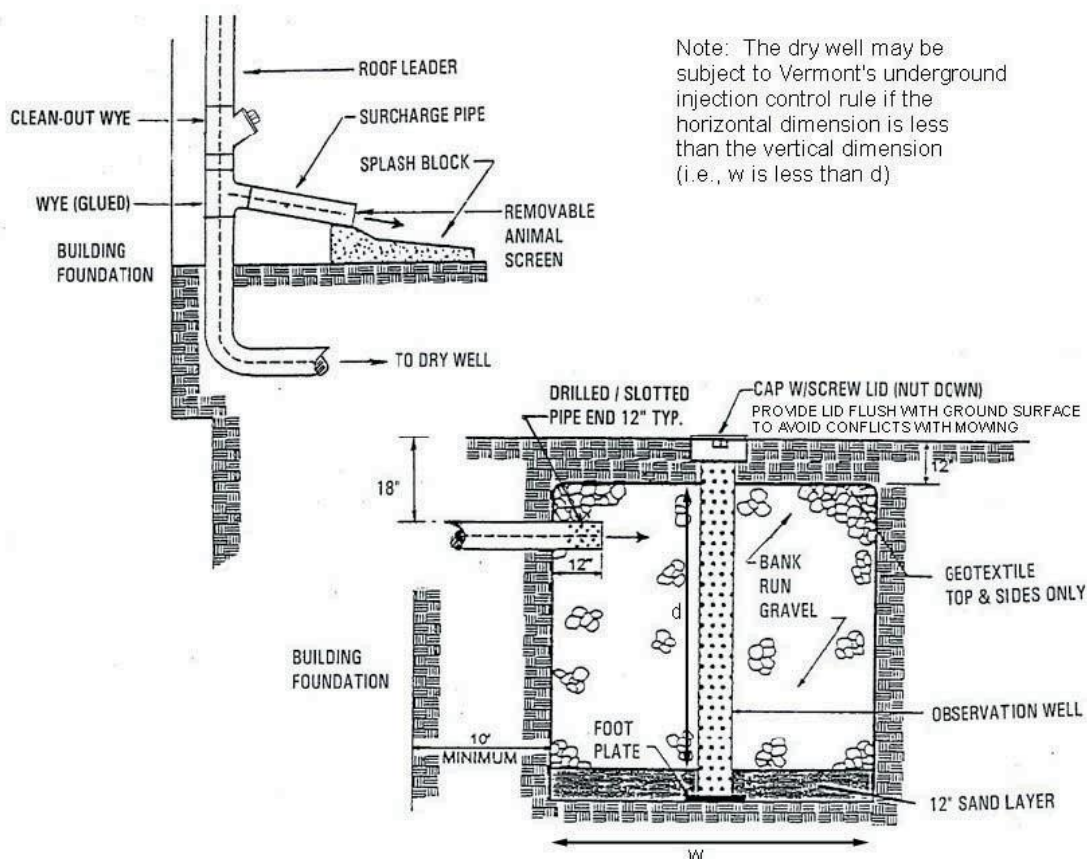 ROOF LEADER
CLEAN-OUT WYE
SURCHARGE PIPE
SPLASH BLOCK
WYE (GLUED)
REMOVABLE
ANIMAL
SCREEN
BUILDING
FOUNDATION
TO DRY WELL
Note: The dry well may be
subject to Vermont's underground
injection control rule if the
horizontal dimension is less
than the vertical dimension
(i.e., w is less than d)
DRILLED / SLOTTED
PIPE END 12" TYP.
CAP W/SCREW LID (NUT DOWN)
PROVIDE LID FLUSH WITH GROUND SURFACE
TO AVOID CONFLICTS WITH MOWING
18"
12"
12"
BANK
RUN
GRAVEL
GEOTEXTILE
TOP & SIDES ONLY
d
BUILDING
FOUNDATION
OBSERVATION WELL
FOOT
PLATE
10'
MINIMUM
12" SAND LAYER
W